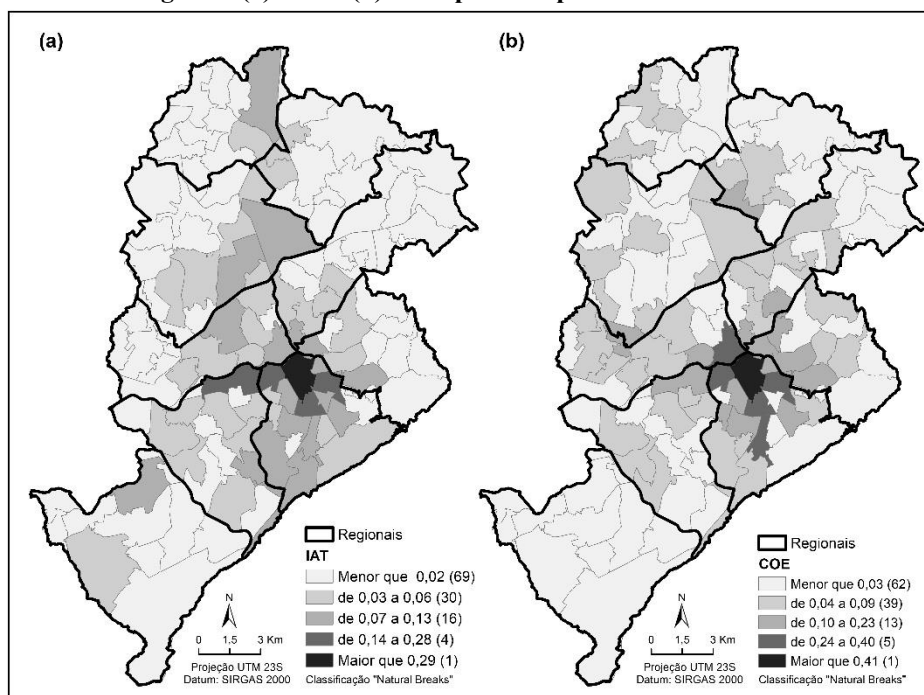 (a)
(b)
Regionais
IAT
Menor que 0,02 (69)
de 0,03 a 0,06 (30)
de 0,07 a 0,13 (16)
de 0,14 a 0,28 (4)
Maior que 0,29 (1)
Classificação "Natural Breaks"
N
0 1.5 3 Km
Projeção UTM 23S
Datum: SIRGAS 2000
Regionais
COE
Menor que 0,03 (62)
de 0,04 a 0,09 (39)
de 0,10 a 0,23 (13)
de 0,24 a 0,40 (5)
Maior que 0,41 (1)
Classificação "Natural Breaks"
N
0 1.5 3 Km
Projeção UTM 23S
Datum: SIRGAS 2000